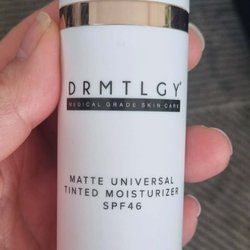 DRMTLGY
MEDICAL GRADE SKIN CARE
MATTE UNIVERSAL
TINTED MOISTURIZER
SPF46